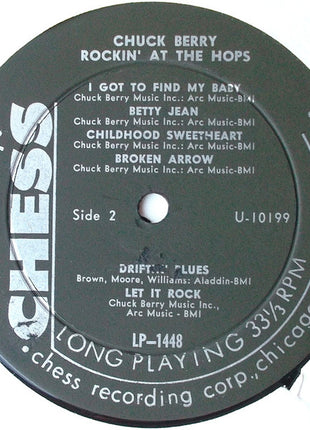 CHUCK BERRY
ROCKIN' AT THE HOPS
I GOT TO FIND MY BABY
Chuck Berry Music Inc.: Arc Music-BMI
BETTY JEAN
Chuck Berry Music Inc.: Arc Music-BMI
CHILDHOOD SWEETHEART
Chuck Berry Music Inc.: Arc Music-BMI
BROKEN ARROW
Chuck Berry Music Inc.: Arc Music-BMI
Side 2
U-10199
CHESS
DRIFTIN' BLUES
Brown, Moore, Williams: Aladdin-BMI
LET IT ROCK
Chuck Berry Music Inc.,
Arc Music - BMI
LP-1448
LONG PLAYING 33⅓ RPM
chess recording corp., chicago